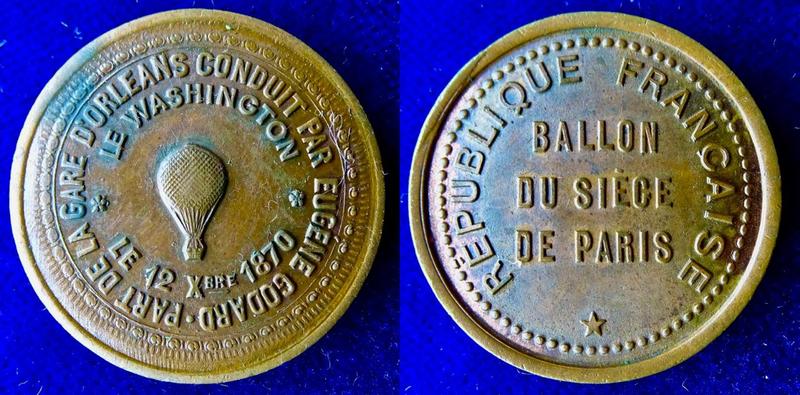 PART DE LA GARE D'ORLEANS CONDUIT PAR EUGENE GODARD •
LE WASHINGTON
LE 12 XBRE 1870
RÉPUBLIQUE FRANÇAISE
BALLON
DU SIÈGE
DE PARIS